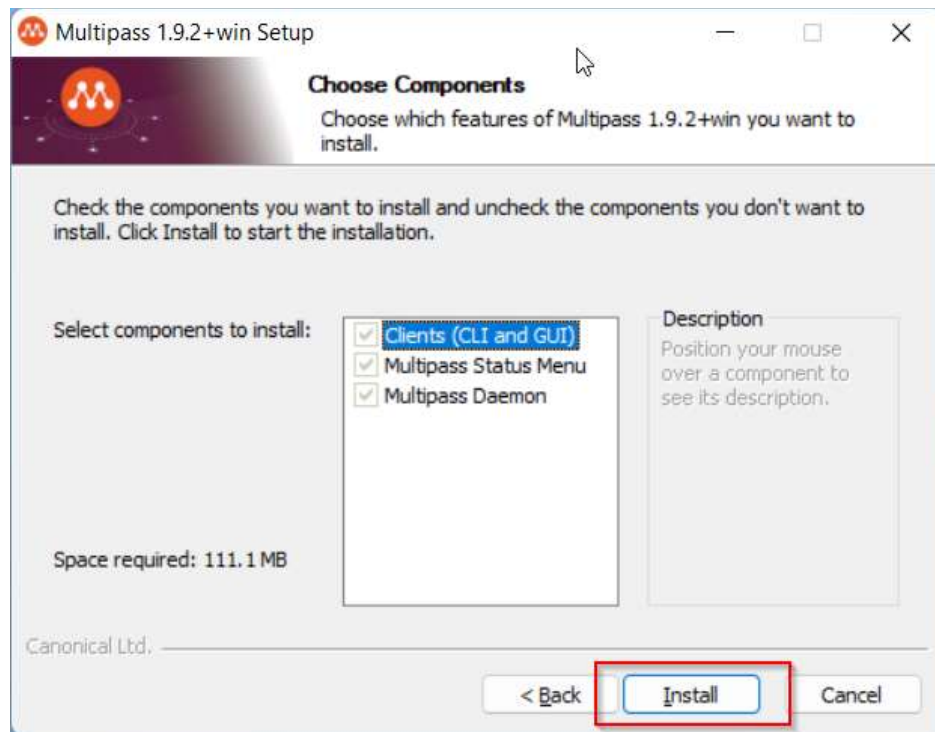 Multipass 1.9.2+win Setup
Choose Components
Choose which features of Multipass 1.9.2+win you want to
install.
Check the components you want to install and uncheck the components you don't want to
install. Click Install to start the installation.
Select components to install:
Clients (CLI and GUI)
Multipass Status Menu
Multipass Daemon
Description
Position your mouse
over a component to
see its description.
Space required: 111.1 MB
Canonical Ltd.
< Back
Install
Cancel